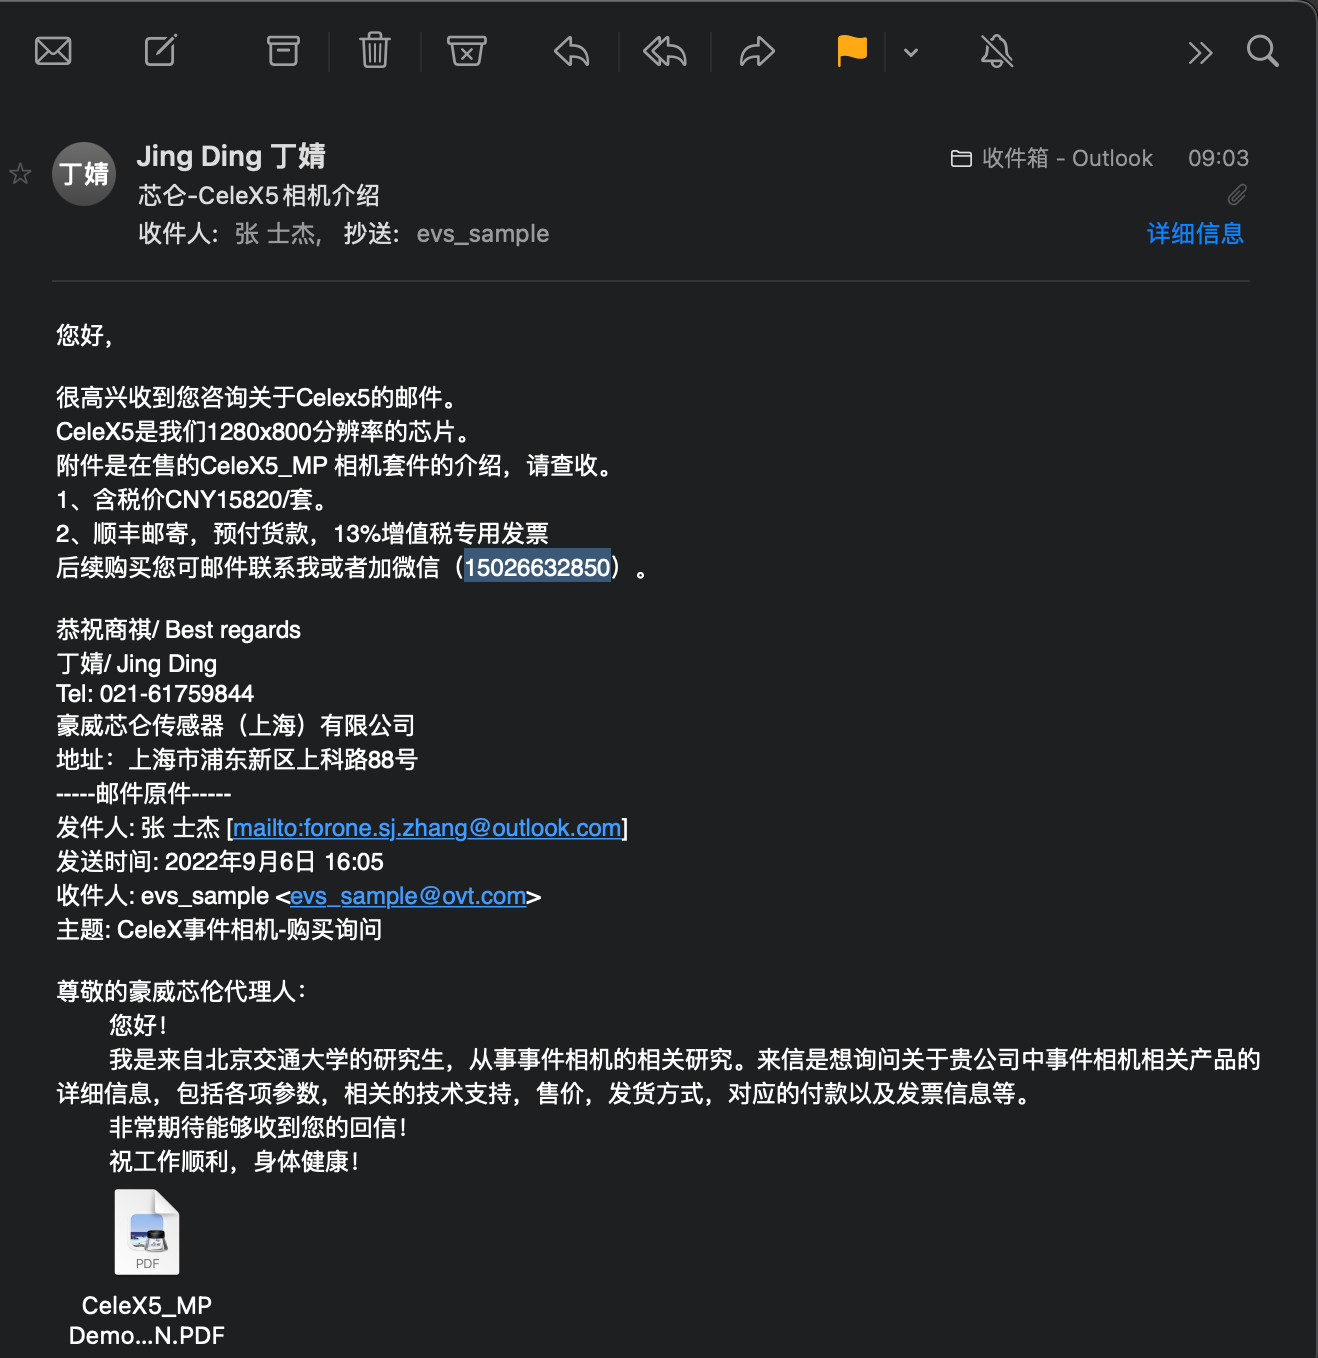 丁婧
Jing Ding 丁婧
收件箱 - Outlook 09:03
芯仑-CeleX5相机介绍
收件人: 张 士杰, 抄送: evs_sample
详细信息
您好,
很高兴收到您咨询关于Celex5的邮件。
CeleX5是我们1280x800分辨率的芯片。
附件是在售的CeleX5_MP 相机套件的介绍，请查收。
1、含税价CNY15820/套。
2、顺丰邮寄，预付货款，13%增值税专用发票
后续购买您可邮件联系我或者加微信（15026632850）。
恭祝商祺/ Best regards
丁婧/ Jing Ding
Tel: 021-61759844
豪威芯仑传感器（上海）有限公司
地址：上海市浦东新区上科路88号
-----邮件原件-----
发件人: 张 士杰 [mailto:forone.sj.zhang@outlook.com]
发送时间: 2022年9月6日 16:05
收件人: evs_sample <evs_sample@ovt.com>
主题: CeleX事件相机-购买询问
尊敬的豪威芯伦代理人：
您好！
我是来自北京交通大学的研究生，从事事件相机的相关研究。来信是想询问关于贵公司中事件相机相关产品的
详细信息，包括各项参数，相关的技术支持，售价，发货方式，对应的付款以及发票信息等。
非常期待能够收到您的回信！
祝工作顺利，身体健康！
PDF
CeleX5_MP
Demo...N.PDF